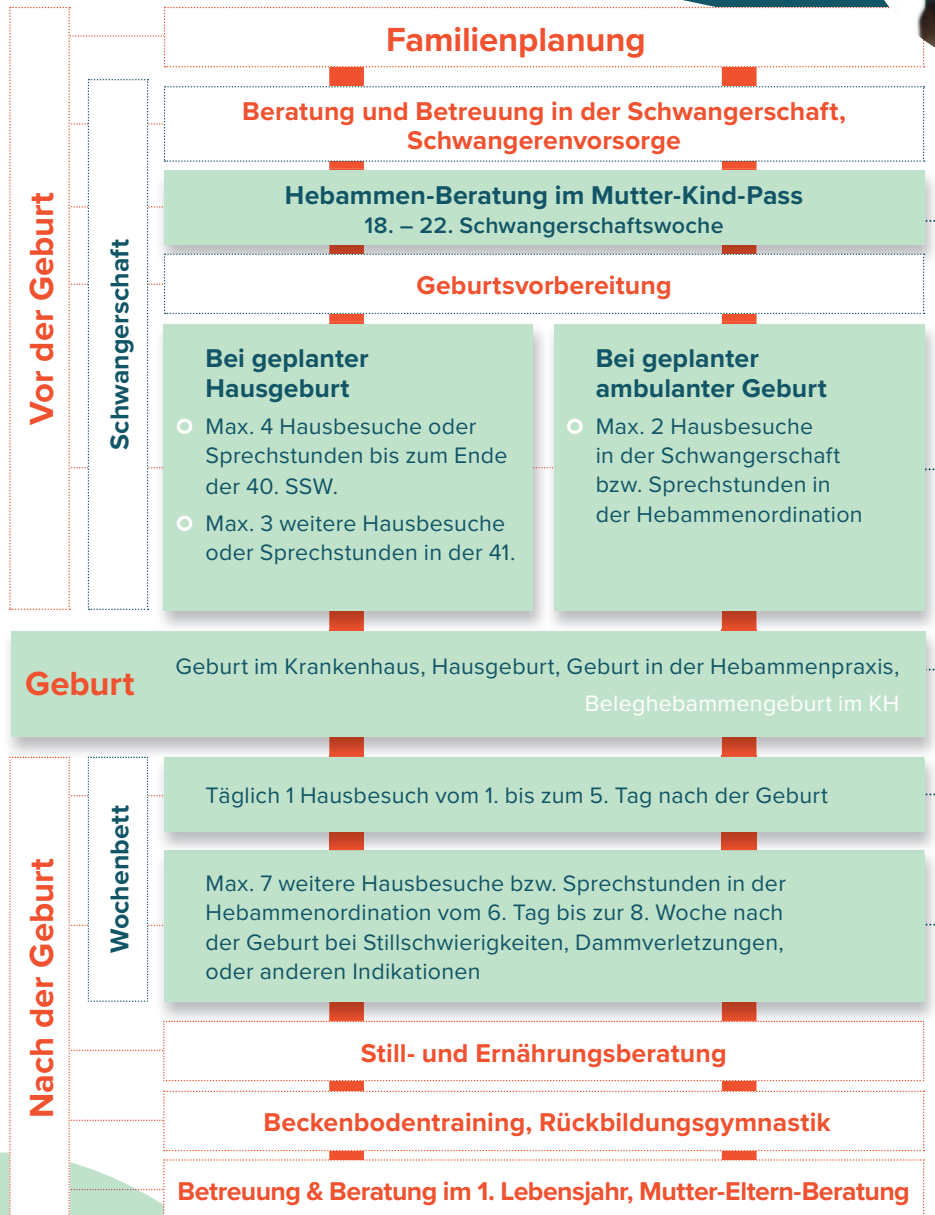 Vor der Geburt
Schwangerschaft
Familienplanung
Beratung und Betreuung in der Schwangerschaft,
Schwangerenvorsorge
Hebammen-Beratung im Mutter-Kind-Pass
18. – 22. Schwangerschaftswoche
Geburtsvorbereitung
Bei geplanter
Hausgeburt
Max. 4 Hausbesuche oder
Sprechstunden bis zum Ende
der 40. SSW.
Max. 3 weitere Hausbesuche
oder Sprechstunden in der 41.
Bei geplanter
ambulanter Geburt
Max. 2 Hausbesuche
in der Schwangerschaft
bzw. Sprechstunden in
der Hebammenordination
Geburt
Geburt im Krankenhaus, Hausgeburt, Geburt in der Hebammenpraxis,
Beleghebammengeburt im KH
Nach der Geburt
Wochenbett
Täglich 1 Hausbesuch vom 1. bis zum 5. Tag nach der Geburt
Max. 7 weitere Hausbesuche bzw. Sprechstunden in der
Hebammenordination vom 6. Tag bis zur 8. Woche nach
der Geburt bei Stillschwierigkeiten, Dammverletzungen,
oder anderen Indikationen
Still- und Ernährungsberatung
Beckenbodentraining, Rückbildungsgymnastik
Betreuung & Beratung im 1. Lebensjahr, Mutter-Eltern-Beratung